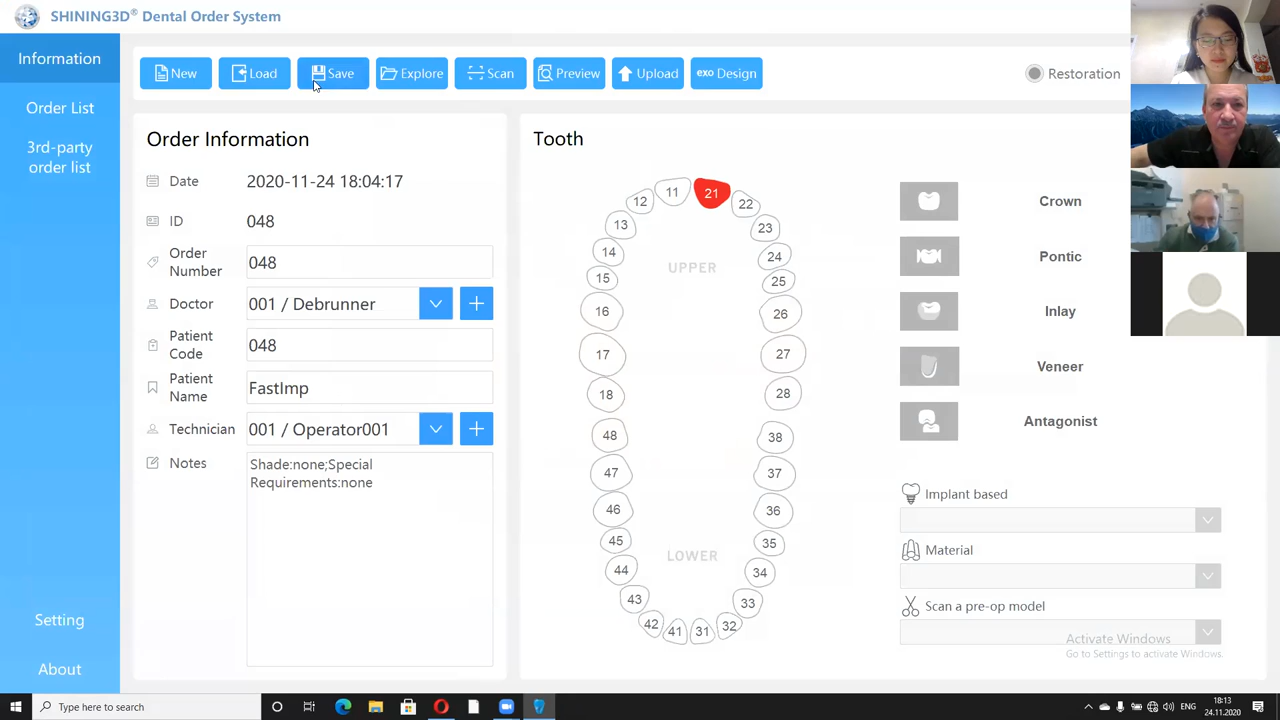 SHINING3D® Dental Order System
Information
Order List
3rd-party
order list
Setting
About
New
Load
Save
Explore
Scan
Preview
Upload
exo Design
Restoration
Order Information
Date
2020-11-24 18:04:17
ID
048
Order
Number
048
Doctor
001 / Debrunner
Patient
Code
048
Patient
Name
FastImp
Technician
001 / Operator001
Notes
Shade:none;Special
Requirements:none
Tooth
11
21
12
22
13
23
14
24
15
25
16
26
17
27
18
28
48
38
47
37
46
36
45
35
44
34
43
33
42
41
31
32
UPPER
LOWER
Crown
Pontic
Inlay
Veneer
Antagonist
Implant based
Material
Scan a pre-op model
Activate Windows
Go to Settings to activate Windows.
Type here to search
ENG
18:13
24.11.2020